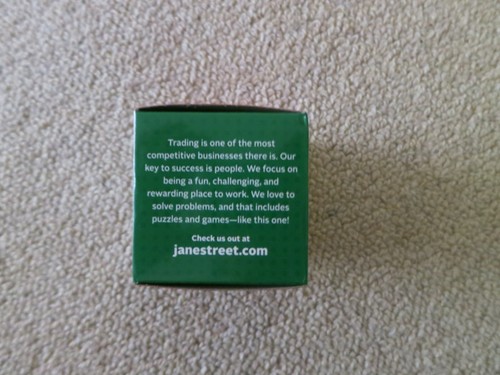 Trading is one of the most
competitive businesses there is. Our
key to success is people. We focus on
being a fun, challenging, and
rewarding place to work. We love to
solve problems, and that includes
puzzles and games—like this one!
Check us out at
janestreet.com